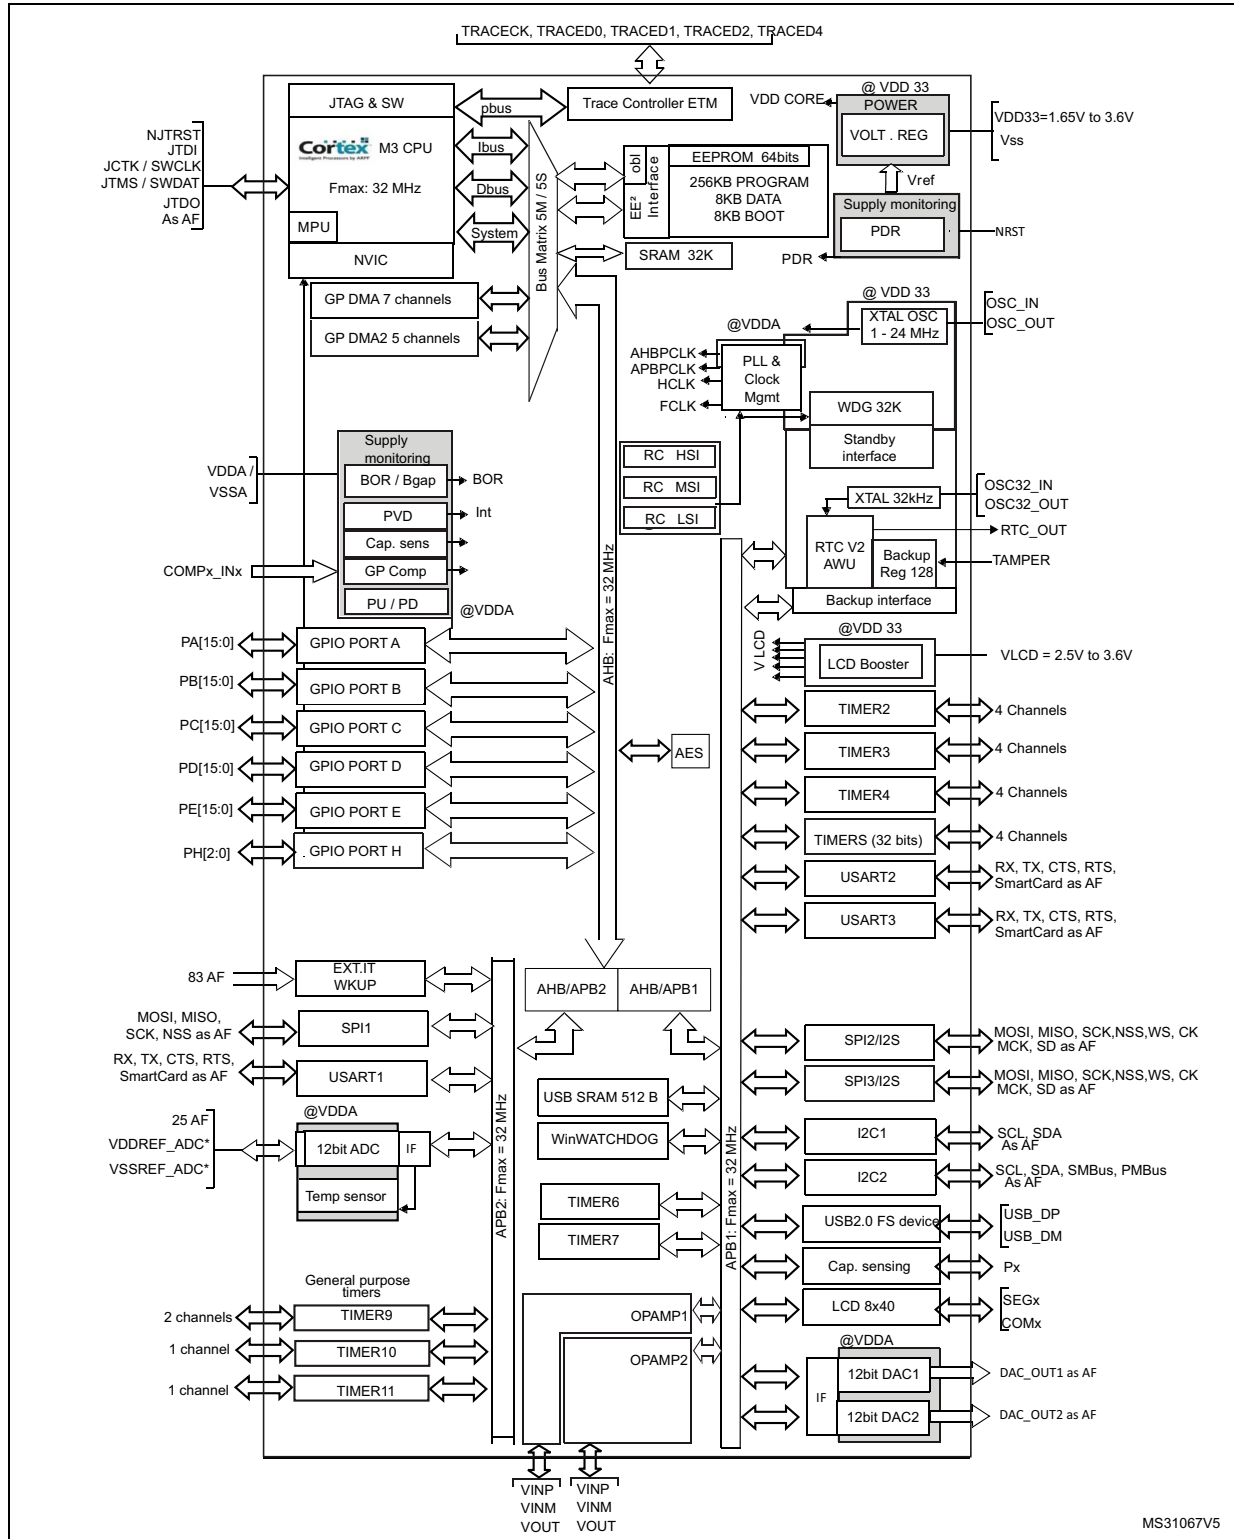 TRACECK, TRACED0, TRACED1, TRACED2, TRACED4
JTAG & SW
pbus
Trace Controller ETM
NJTRST
JTDI
JCTK / SWCLK
JTMS / SWDAT
JTDO
As AF
Cortex
Intelligent Processors by ARM
M3 CPU
Fmax: 32 MHz
MPU
NVIC
Ibus
Dbus
System
Bus Matrix 5M / 5S
obl
EE² Interface
EEPROM 64bits
256KB PROGRAM
8KB DATA
8KB BOOT
SRAM 32K
@ VDD 33
VDD CORE
POWER
VOLT . REG
VDD33=1.65V to 3.6V
Vss
Vref
Supply monitoring
PDR
NRST
PDR
GP DMA 7 channels
GP DMA2 5 channels
@ VDD 33
XTAL OSC
1 - 24 MHz
OSC_IN
OSC_OUT
@VDDA
AHBPCLK
APBPCLK
HCLK
FCLK
PLL &
Clock
Mgmt
WDG 32K
Standby
interface
RC HSI
RC MSI
RC LSI
Supply
monitoring
VDDA /
VSSA
BOR / Bgap
BOR
PVD
Int
Cap. sens
COMPx_INx
GP Comp
PU / PD
@VDDA
XTAL 32kHz
OSC32_IN
OSC32_OUT
RTC V2
AWU
RTC_OUT
Backup
Reg 128
TAMPER
Backup interface
AHB: Fmax = 32 MHz
@VDD 33
V LCD
LCD Booster
VLCD = 2.5V to 3.6V
PA[15:0]
GPIO PORT A
PB[15:0]
GPIO PORT B
PC[15:0]
GPIO PORT C
PD[15:0]
GPIO PORT D
PE[15:0]
GPIO PORT E
PH[2:0]
GPIO PORT H
AES
TIMER2
4 Channels
TIMER3
4 Channels
TIMER4
4 Channels
TIMERS (32 bits)
4 Channels
USART2
RX, TX, CTS, RTS,
SmartCard as AF
USART3
RX, TX, CTS, RTS,
SmartCard as AF
83 AF
EXT.IT
WKUP
AHB/APB2
AHB/APB1
MOSI, MISO,
SCK, NSS as AF
SPI1
RX, TX, CTS, RTS,
SmartCard as AF
USART1
@VDDA
25 AF
VDDREF_ADC*
VSSREF_ADC*
12bit ADC
IF
Temp sensor
APB2: Fmax = 32 MHz
USB SRAM 512 B
WinWATCHDOG
TIMER6
TIMER7
APB1: Fmax = 32 MHz
SPI2/I2S
MOSI, MISO, SCK,NSS,WS, CK
MCK, SD as AF
SPI3/I2S
MOSI, MISO, SCK,NSS,WS, CK
MCK, SD as AF
I2C1
SCL, SDA
As AF
I2C2
SCL, SDA, SMBus, PMBus
As AF
USB2.0 FS device
USB_DP
USB_DM
Cap. sensing
Px
LCD 8x40
SEGx
COMx
General purpose
timers
2 channels
TIMER9
1 channel
TIMER10
1 channel
TIMER11
OPAMP1
OPAMP2
@VDDA
IF
12bit DAC1
DAC_OUT1 as AF
12bit DAC2
DAC_OUT2 as AF
VINP
VINM
VOUT
VINP
VINM
VOUT
MS31067V5